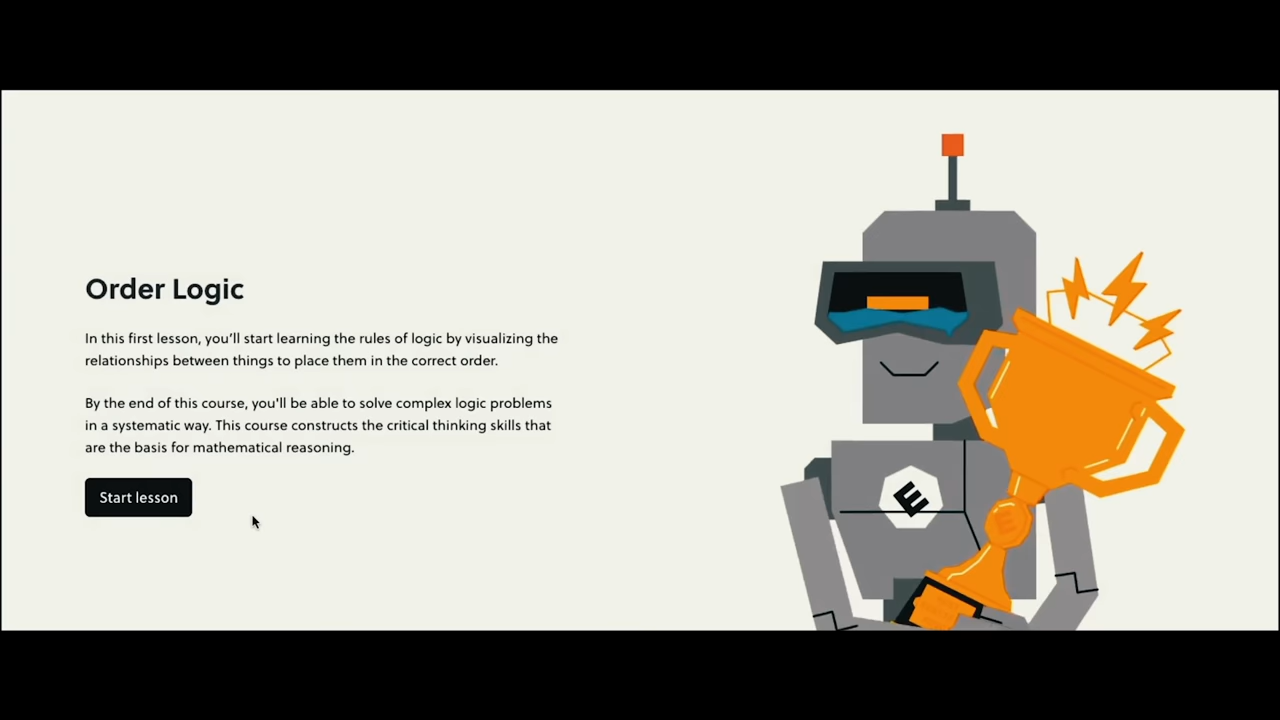 Order Logic
In this first lesson, you’ll start learning the rules of logic by visualizing the
relationships between things to place them in the correct order.
By the end of this course, you'll be able to solve complex logic problems
in a systematic way. This course constructs the critical thinking skills that
are the basis for mathematical reasoning.
Start lesson
E
E